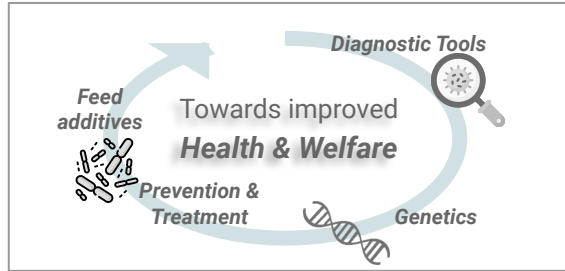 Diagnostic Tools
Feed
additives
Towards improved
Health & Welfare
Prevention &
Treatment
Genetics